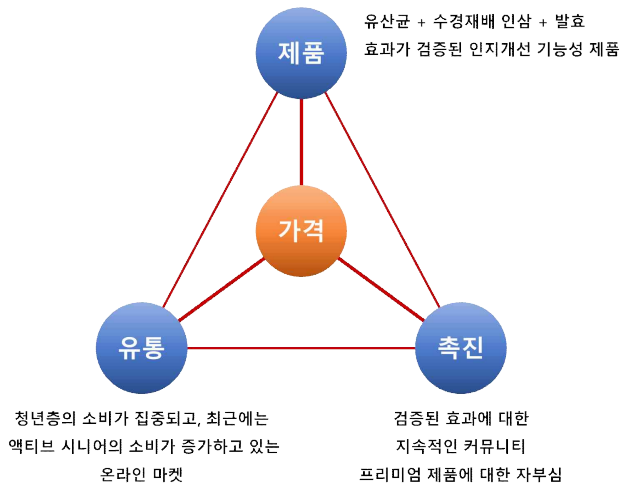 제품
유산균 + 수경재배 인삼 + 발효
효과가 검증된 인지개선 기능성 제품
가격
유통
촉진
청년층의 소비가 집중되고, 최근에는
액티브 시니어의 소비가 증가하고 있는
온라인 마켓
검증된 효과에 대한
지속적인 커뮤니티
프리미엄 제품에 대한 자부심